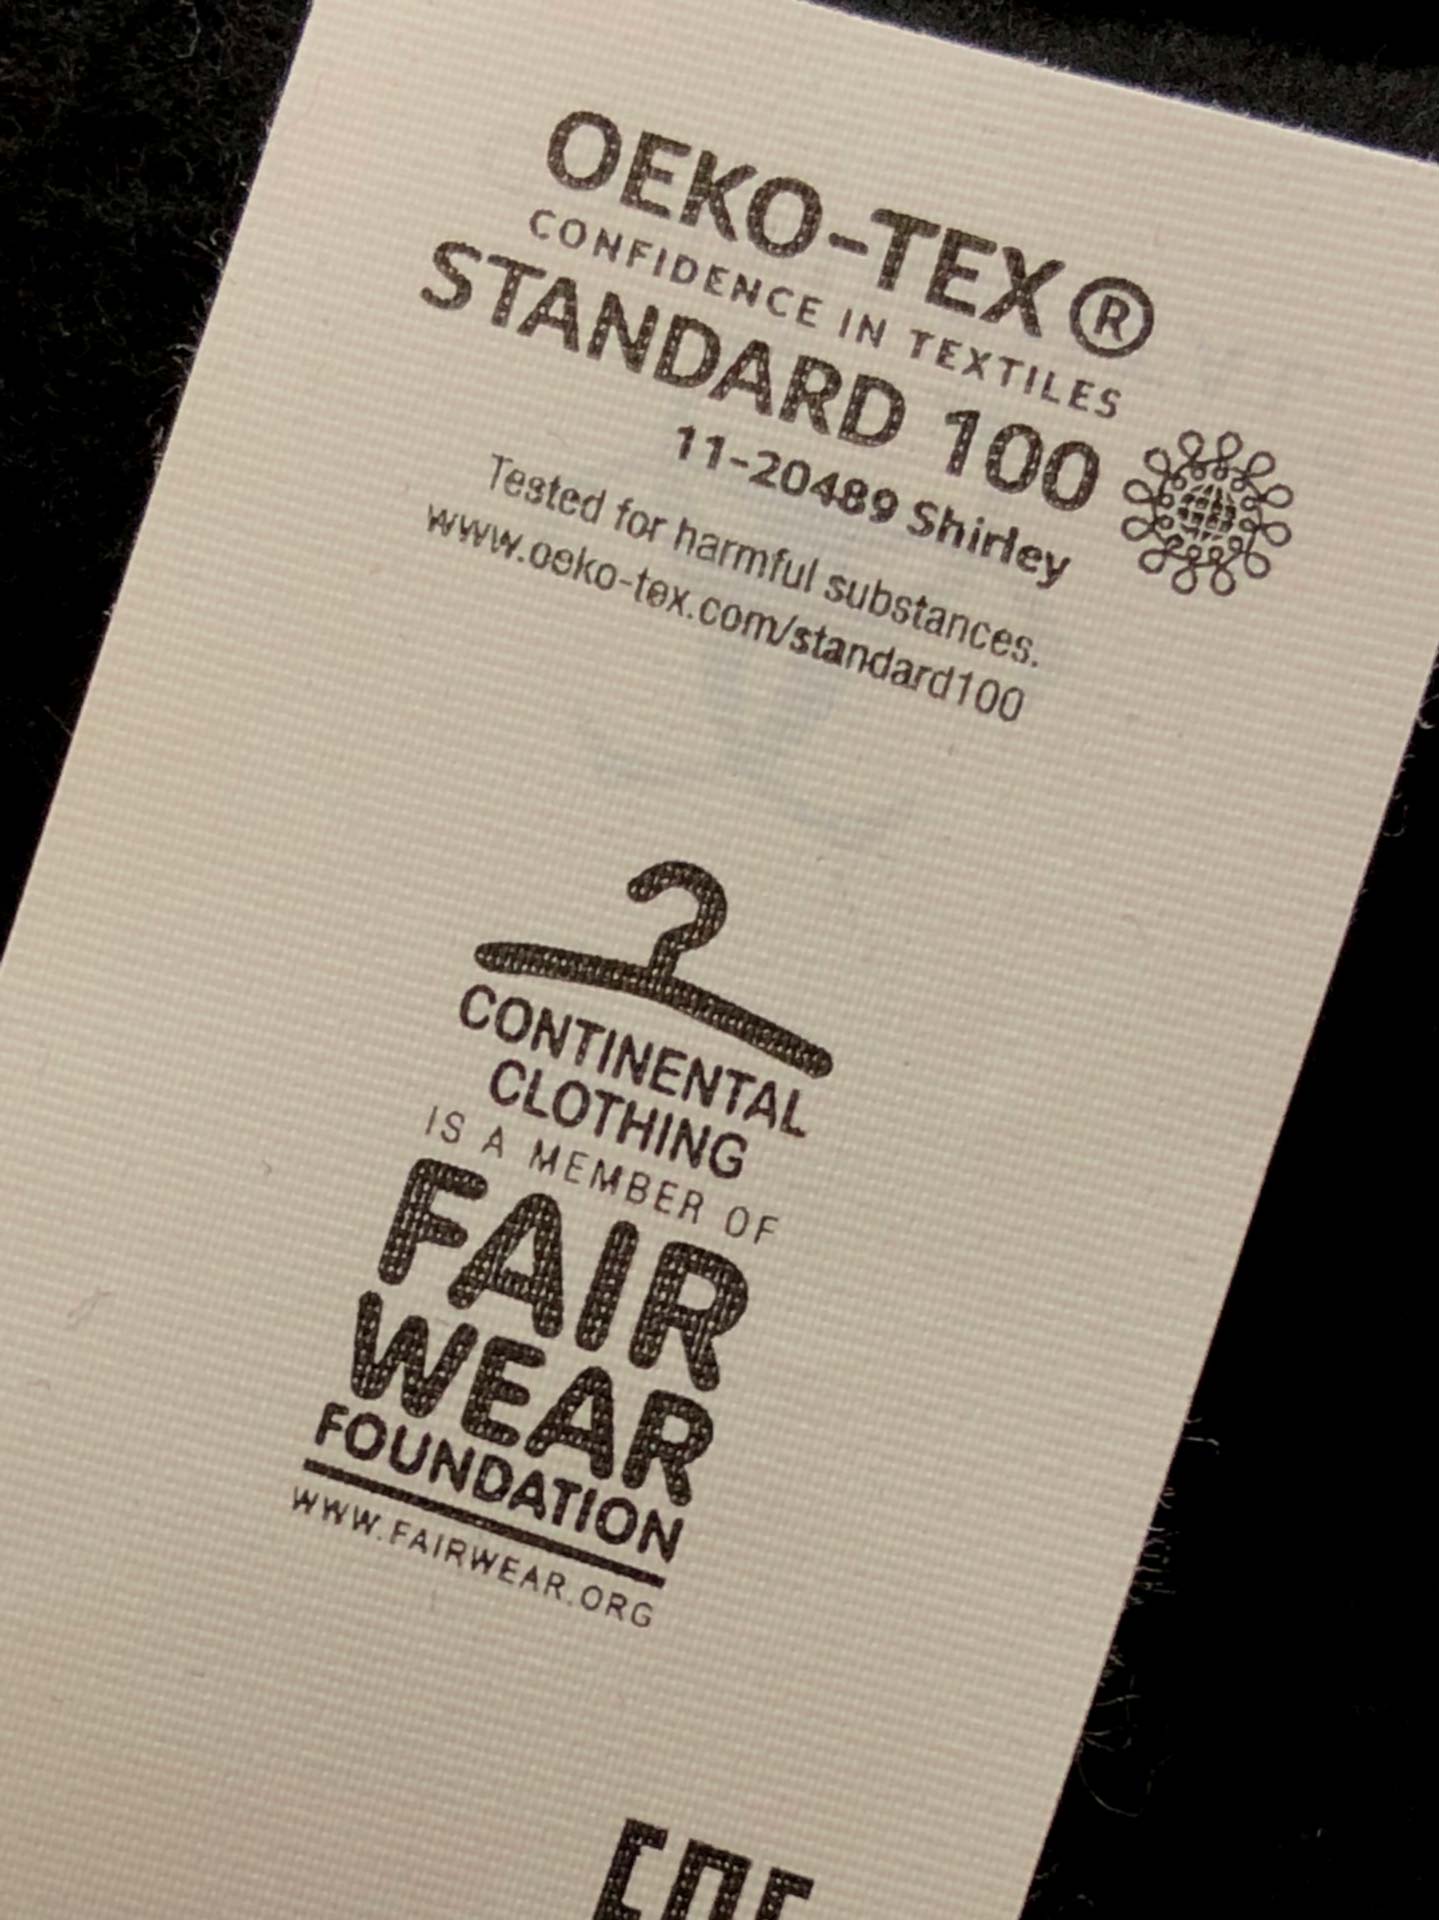 OEKO-TEX®
CONFIDENCE IN TEXTILES
STANDARD 100
11-20489 Shirley
Tested for harmful substances.
www.oeko-tex.com/standard100
CONTINENTAL
CLOTHING
IS A MEMBER OF
FAIR
WEAR
FOUNDATION
WWW.FAIRWEAR.ORG